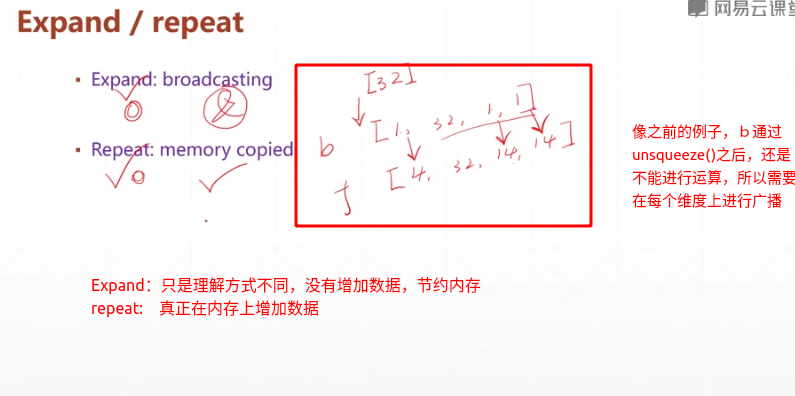 Expand / repeat
网易云课堂
▪ Expand: broadcasting
▪ Repeat: memory copied
[32]
b [1, 32, 1, 1]
f [4, 32, 14, 14]
像之前的例子，b通过
unsqueeze()之后，还是
不能进行运算，所以需要
在每个维度上进行广播
Expand：只是理解方式不同，没有增加数据，节约内存
repeat: 真正在内存上增加数据